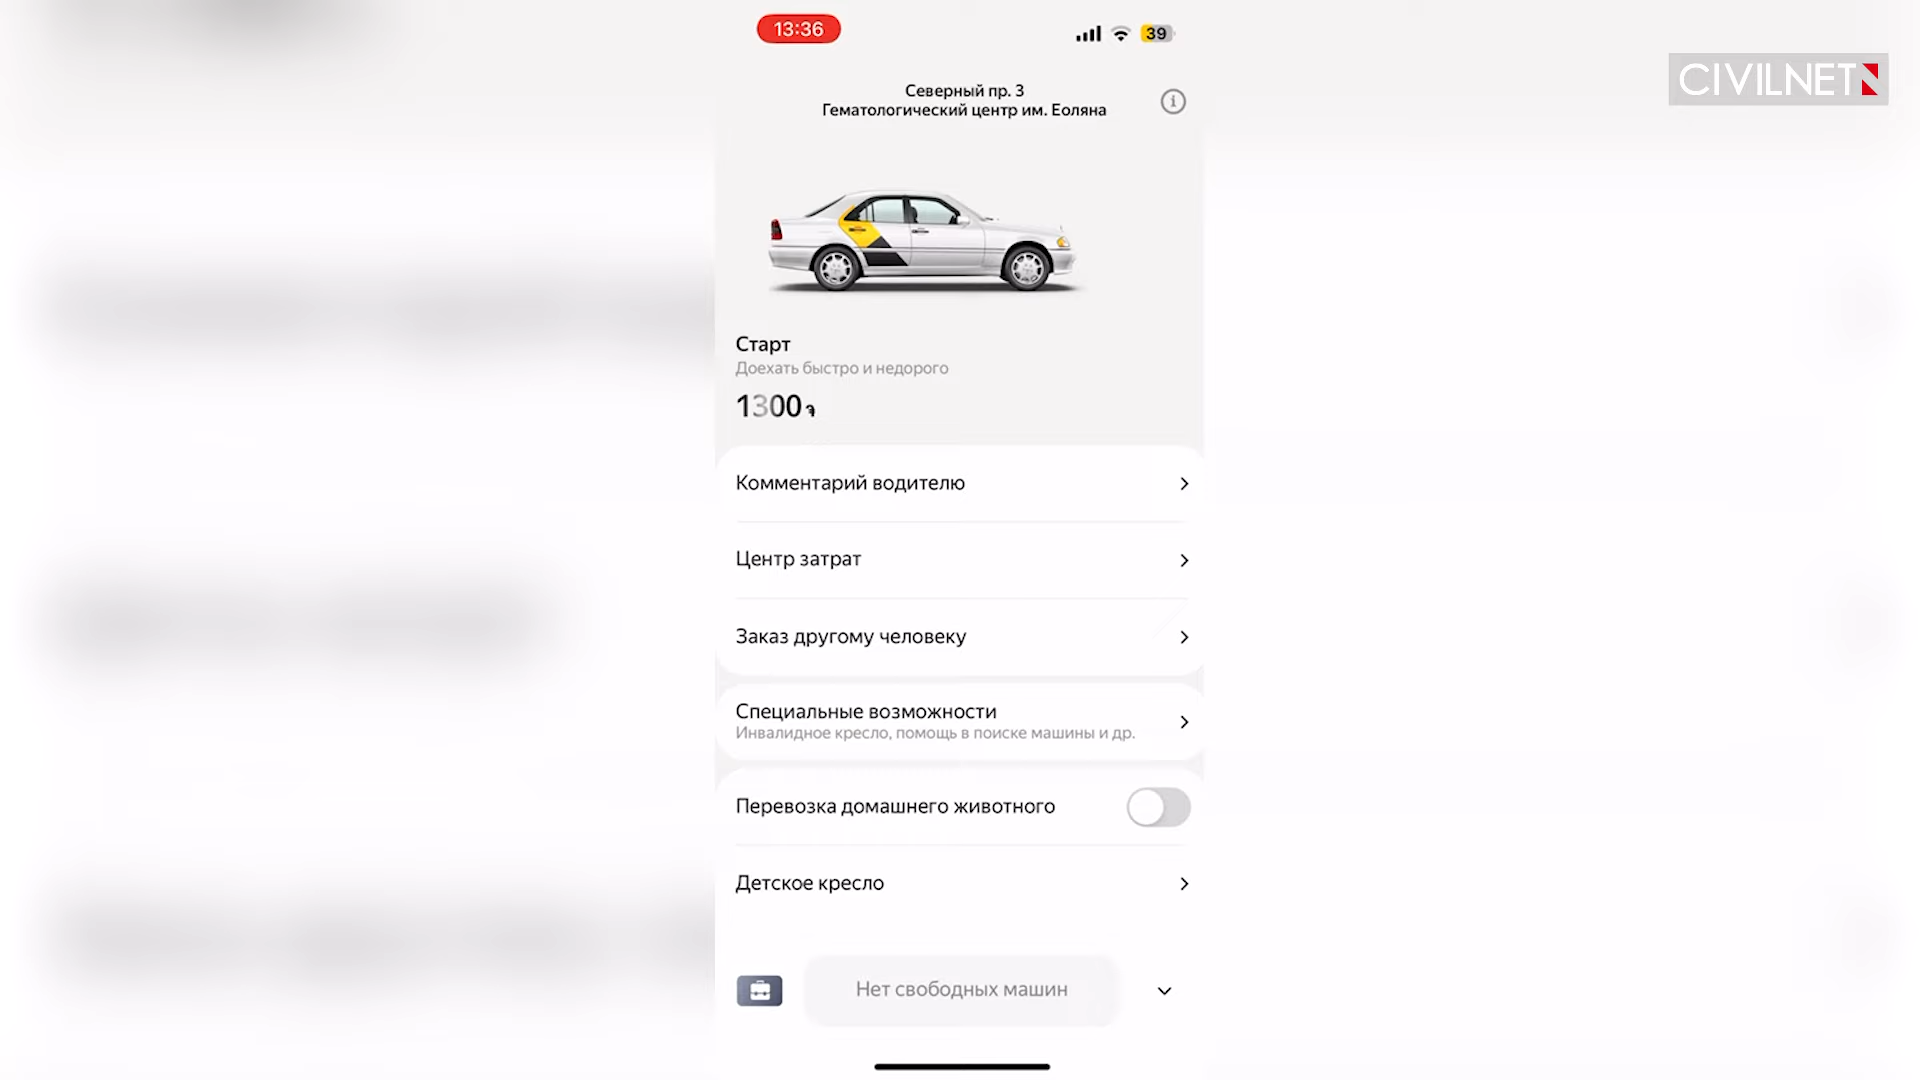 13:36
39
CIVILNET
Северный пр. 3
Гематологический центр им. Еоляна
Старт
Доехать быстро и недорого
1300֏
Комментарий водителю
Центр затрат
Заказ другому человеку
Специальные возможности
Инвалидное кресло, помощь в поиске машины и др.
Перевозка домашнего животного
Детское кресло
Нет свободных машин